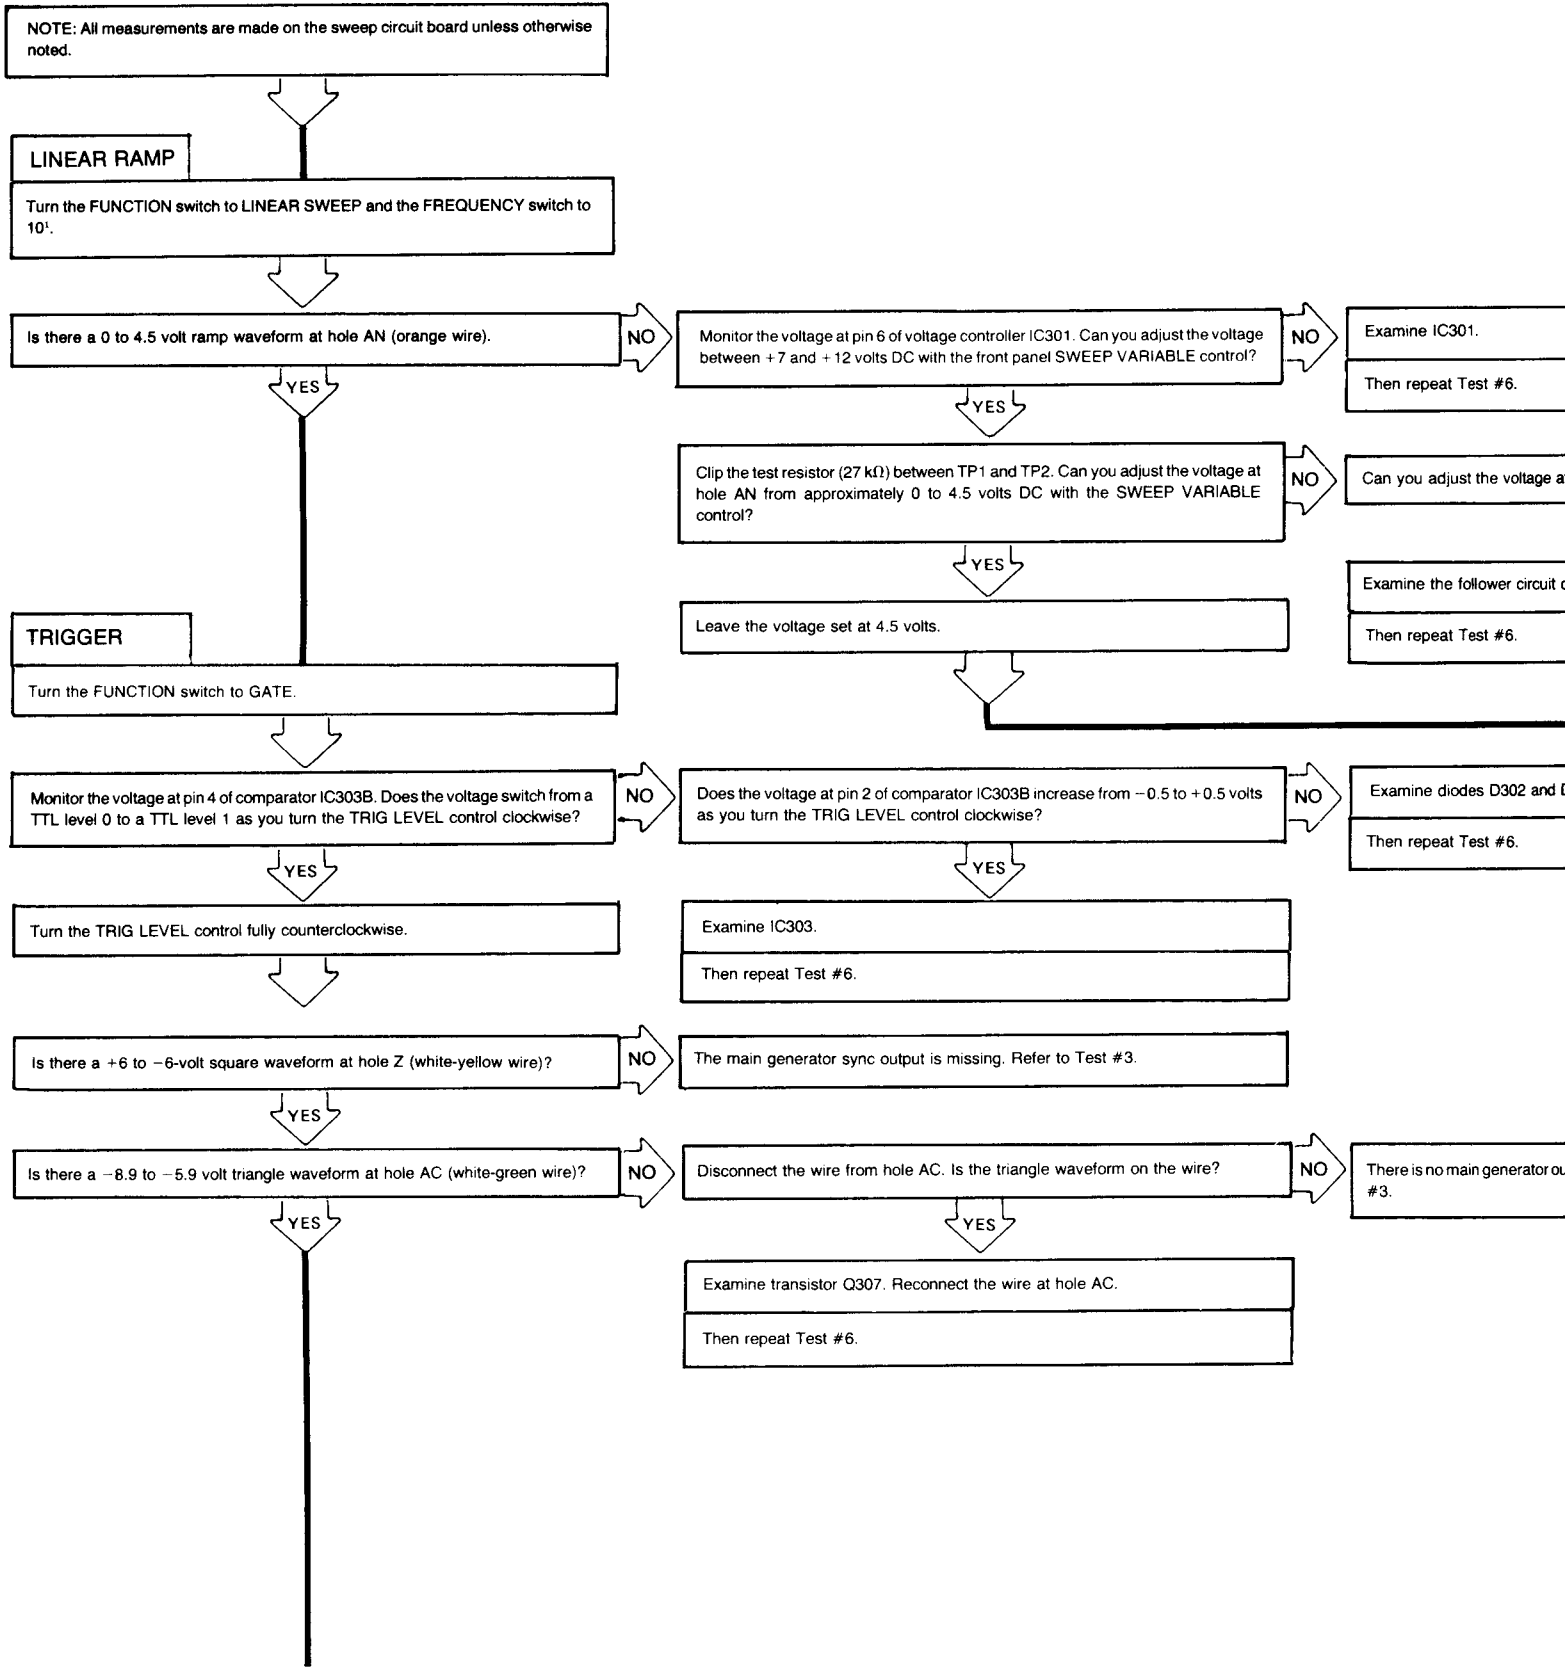 NOTE: All measurements are made on the sweep circuit board unless otherwise
noted.
LINEAR RAMP
Turn the FUNCTION switch to LINEAR SWEEP and the FREQUENCY switch to
10¹.
Is there a 0 to 4.5 volt ramp waveform at hole AN (orange wire).
NO
Monitor the voltage at pin 6 of voltage controller IC301. Can you adjust the voltage
between +7 and +12 volts DC with the front panel SWEEP VARIABLE control?
NO
Examine IC301.
Then repeat Test #6.
YES
YES
Clip the test resistor (27 kΩ) between TP1 and TP2. Can you adjust the voltage at
hole AN from approximately 0 to 4.5 volts DC with the SWEEP VARIABLE
control?
NO
Can you adjust the voltage a
YES
Leave the voltage set at 4.5 volts.
Examine the follower circuit
Then repeat Test #6.
TRIGGER
Turn the FUNCTION switch to GATE.
Monitor the voltage at pin 4 of comparator IC303B. Does the voltage switch from a
TTL level 0 to a TTL level 1 as you turn the TRIG LEVEL control clockwise?
NO
Does the voltage at pin 2 of comparator IC303B increase from −0.5 to +0.5 volts
as you turn the TRIG LEVEL control clockwise?
NO
Examine diodes D302 and D
Then repeat Test #6.
YES
YES
Turn the TRIG LEVEL control fully counterclockwise.
Examine IC303.
Then repeat Test #6.
Is there a +6 to −6-volt square waveform at hole Z (white-yellow wire)?
NO
The main generator sync output is missing. Refer to Test #3.
YES
Is there a −8.9 to −5.9 volt triangle waveform at hole AC (white-green wire)?
NO
Disconnect the wire from hole AC. Is the triangle waveform on the wire?
NO
There is no main generator ou
#3.
YES
YES
Examine transistor Q307. Reconnect the wire at hole AC.
Then repeat Test #6.